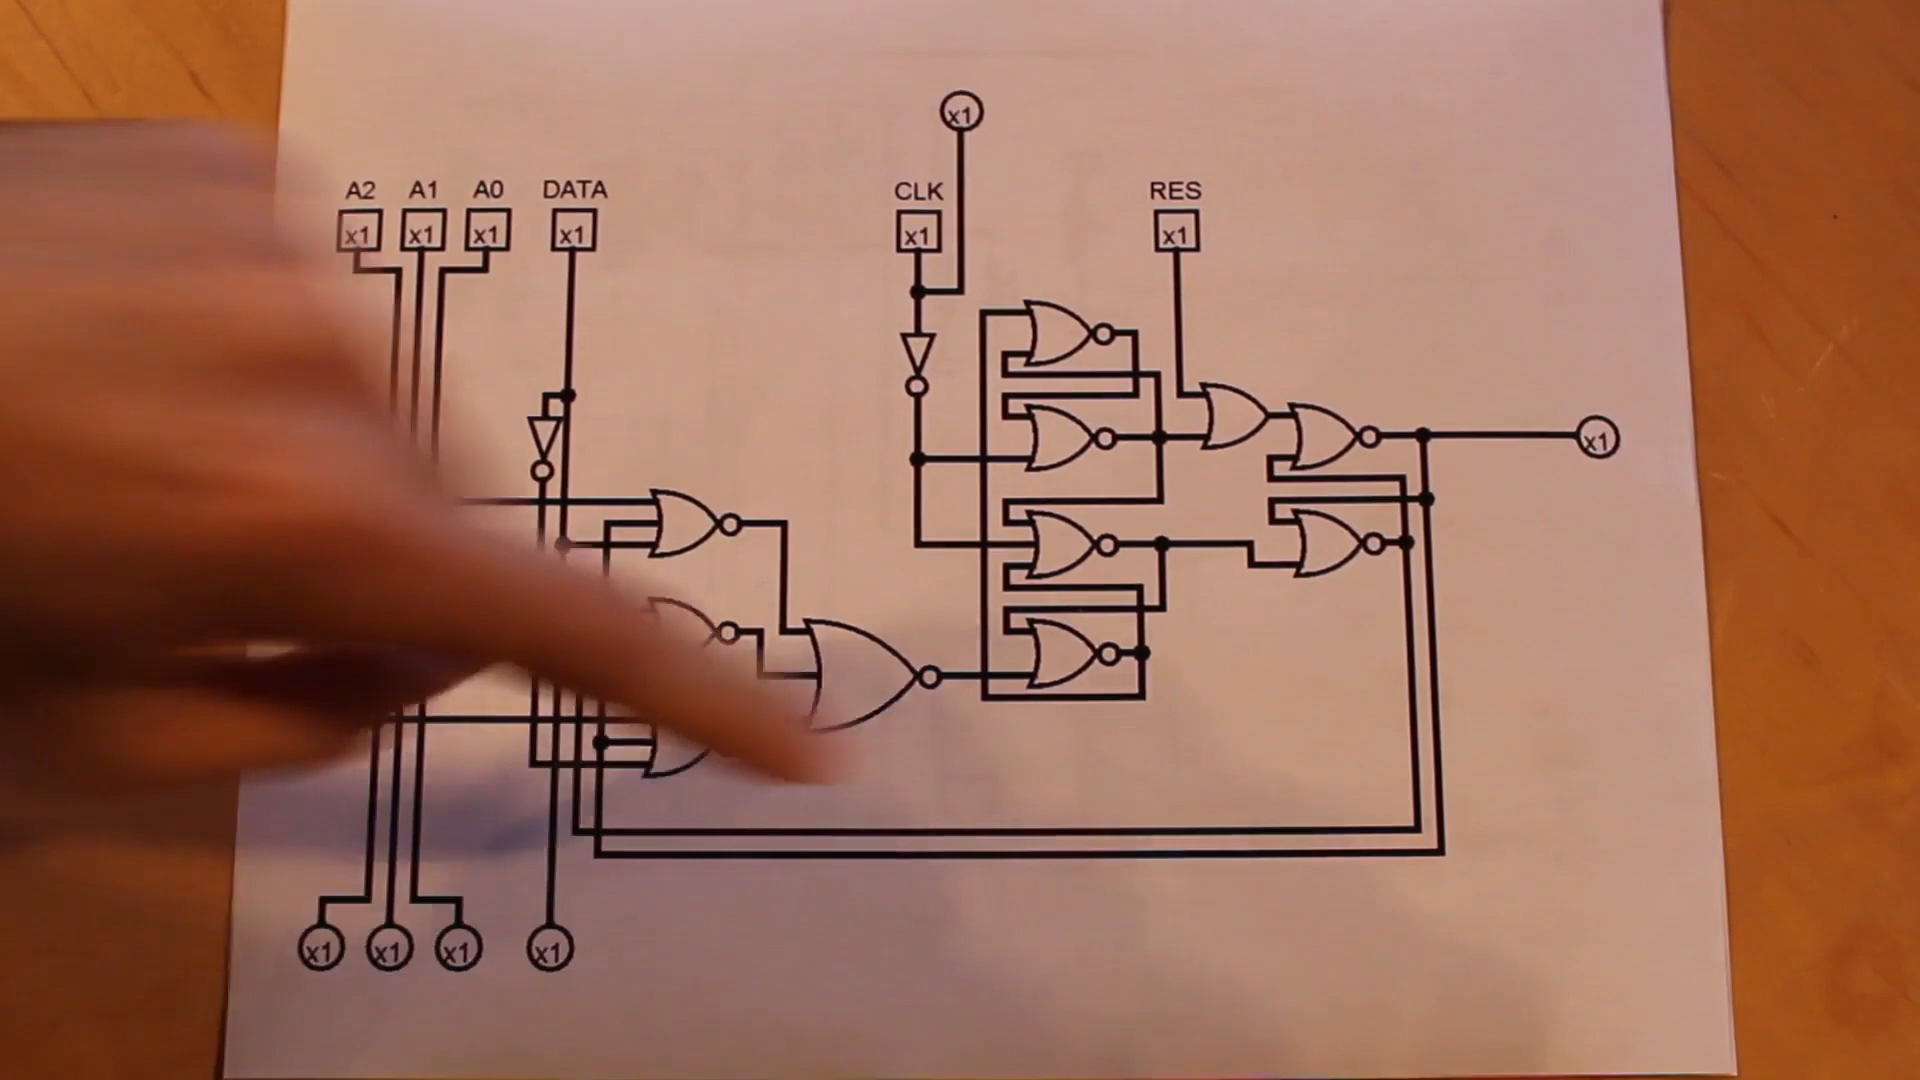 x1
A2 A1 A0 DATA CLK RES
x1 x1 x1 x1 x1 x1
x1
x1 x1 x1 x1